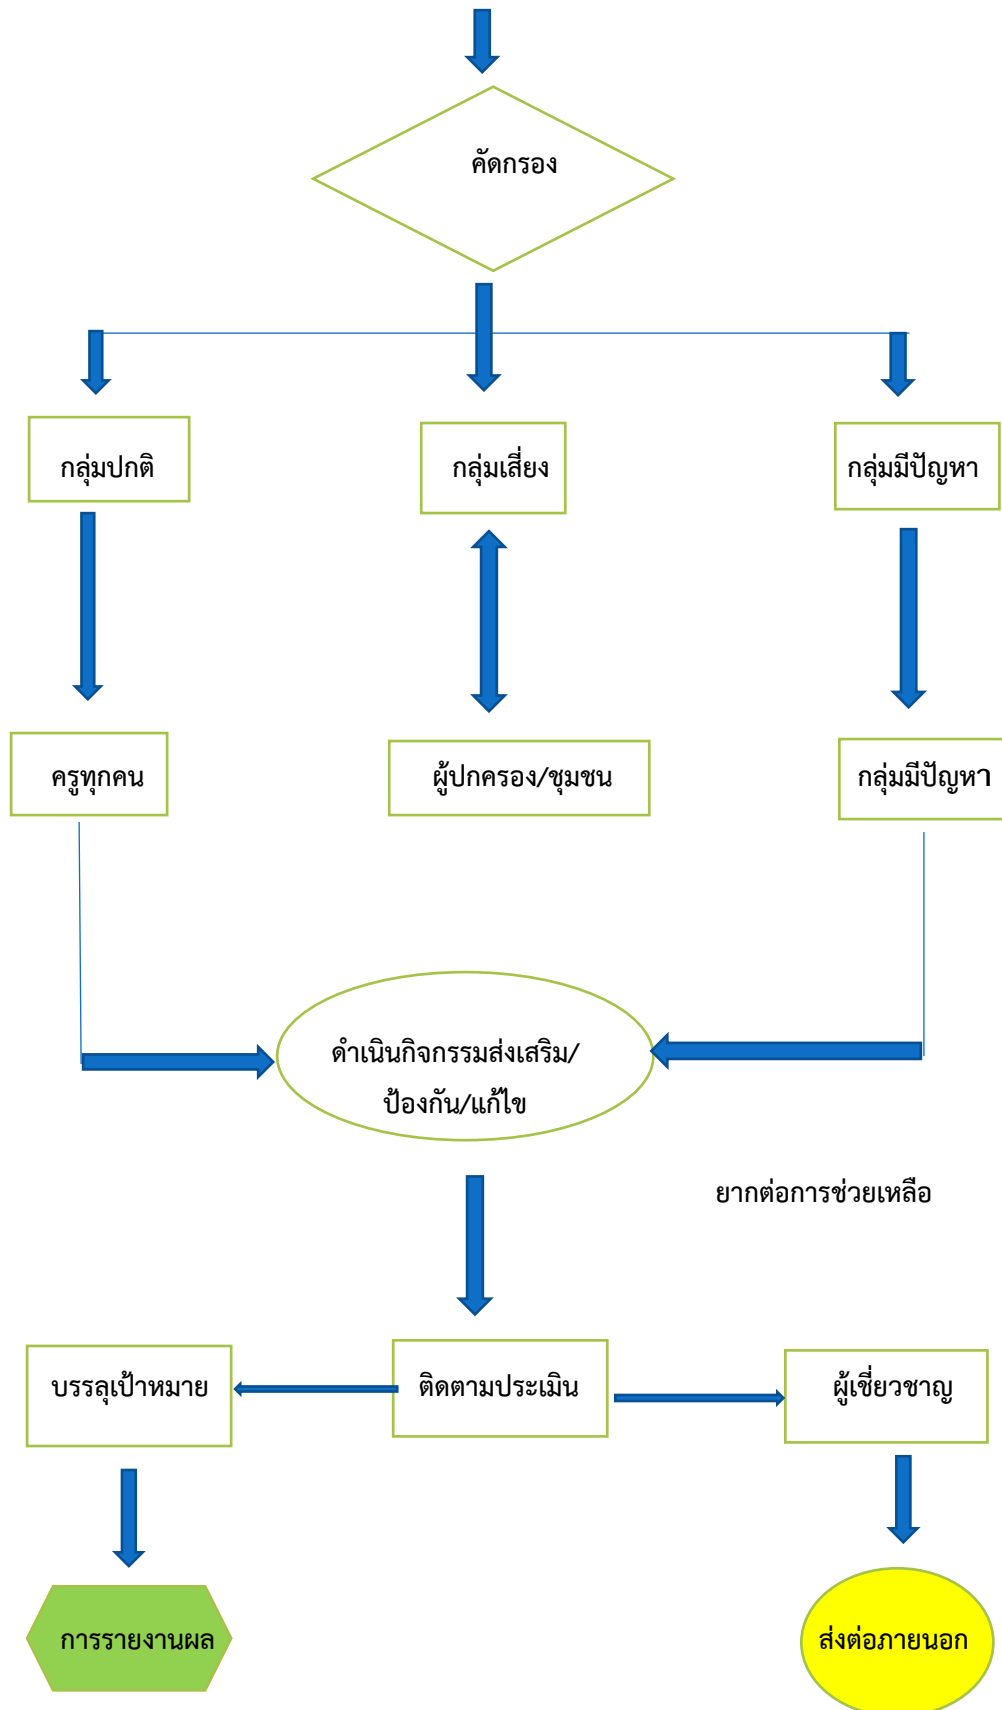 คัดกรอง
กลุ่มปกติ
กลุ่มเสี่ยง
กลุ่มมีปัญหา
ครูทุกคน
ผู้ปกครอง/ชุมชน
กลุ่มมีปัญหา
ดำเนินกิจกรรมส่งเสริม/
ป้องกัน/แก้ไข
ยากต่อการช่วยเหลือ
บรรลุเป้าหมาย
ติดตามประเมิน
ผู้เชี่ยวชาญ
การรายงานผล
ส่งต่อภายนอก